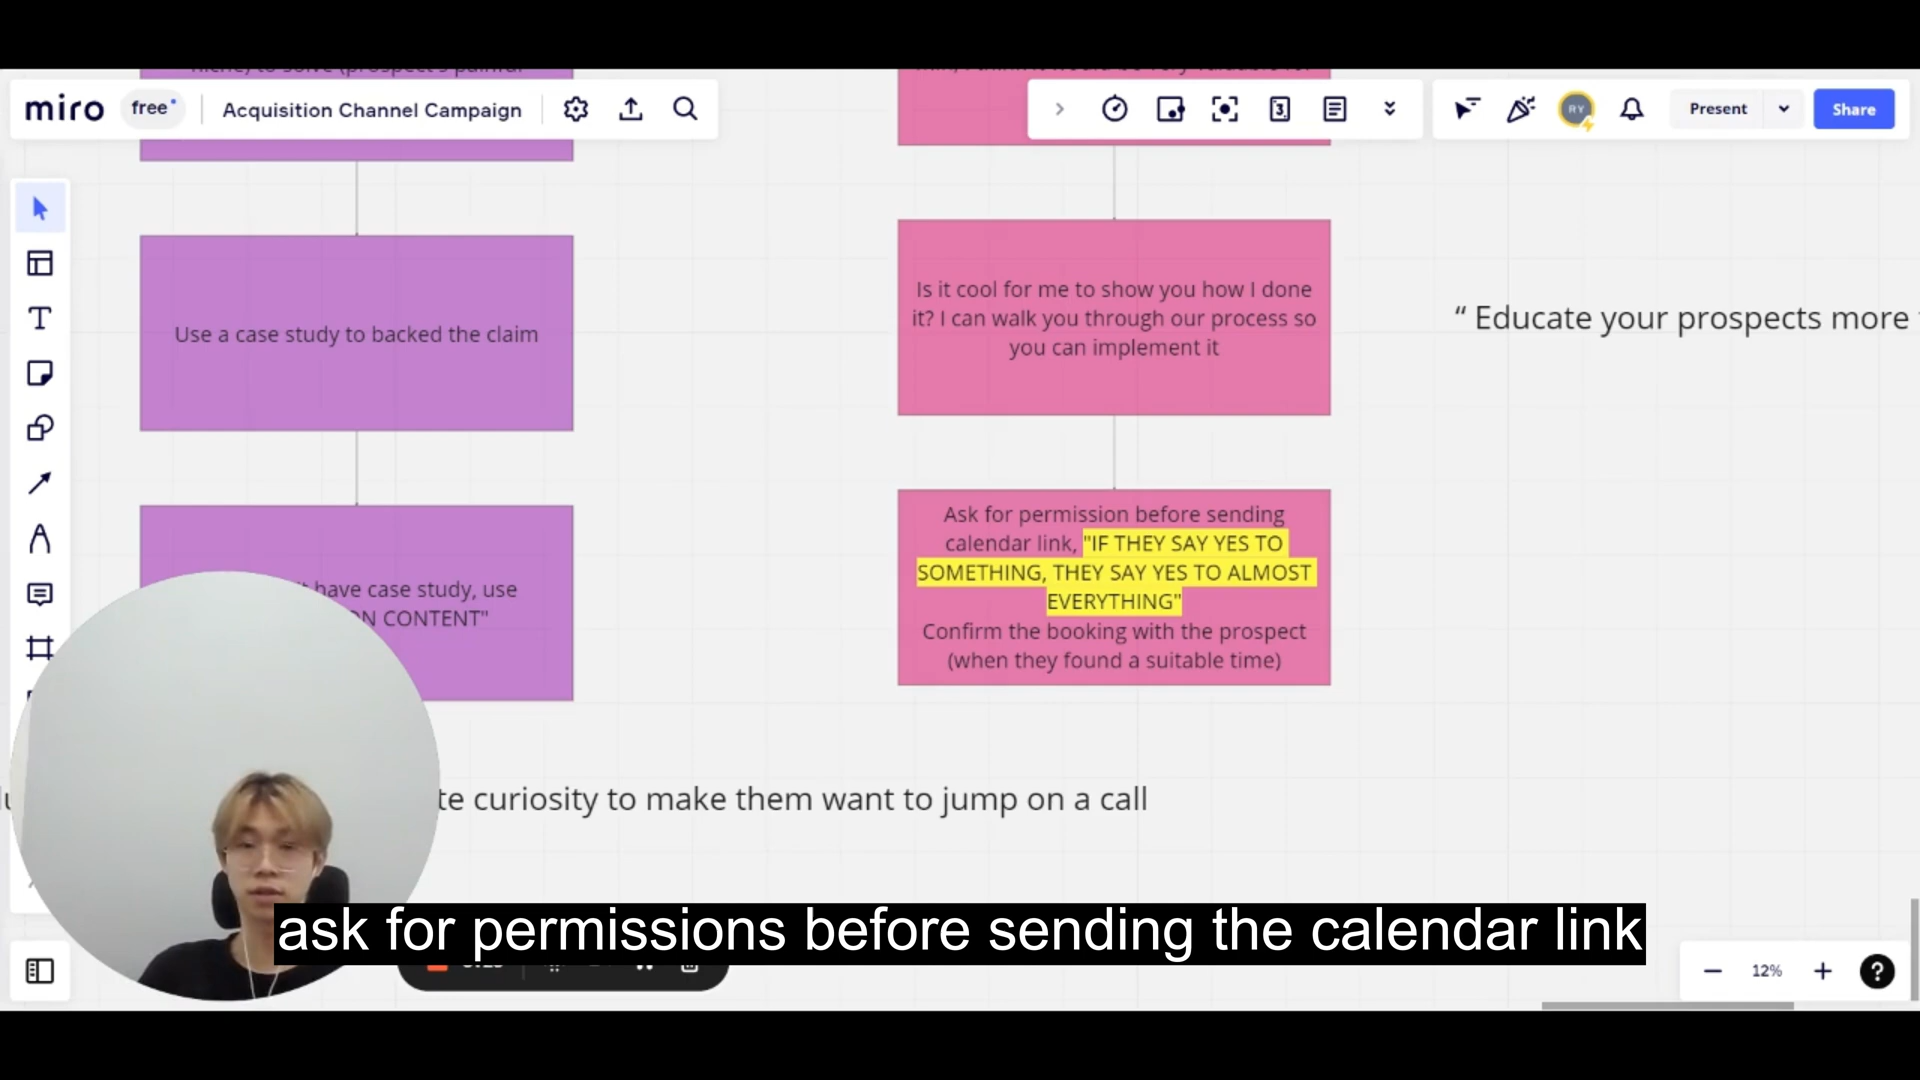 miro free Acquisition Channel Campaign
3
RY
Present
Share
Use a case study to backed the claim
Is it cool for me to show you how I done
it? I can walk you through our process so
you can implement it
“ Educate your prospects more
have case study, use
ON CONTENT"
Ask for permission before sending
calendar link, "IF THEY SAY YES TO
SOMETHING, THEY SAY YES TO ALMOST
EVERYTHING"
Confirm the booking with the prospect
(when they found a suitable time)
te curiosity to make them want to jump on a call
ask for permissions before sending the calendar link
12%
?